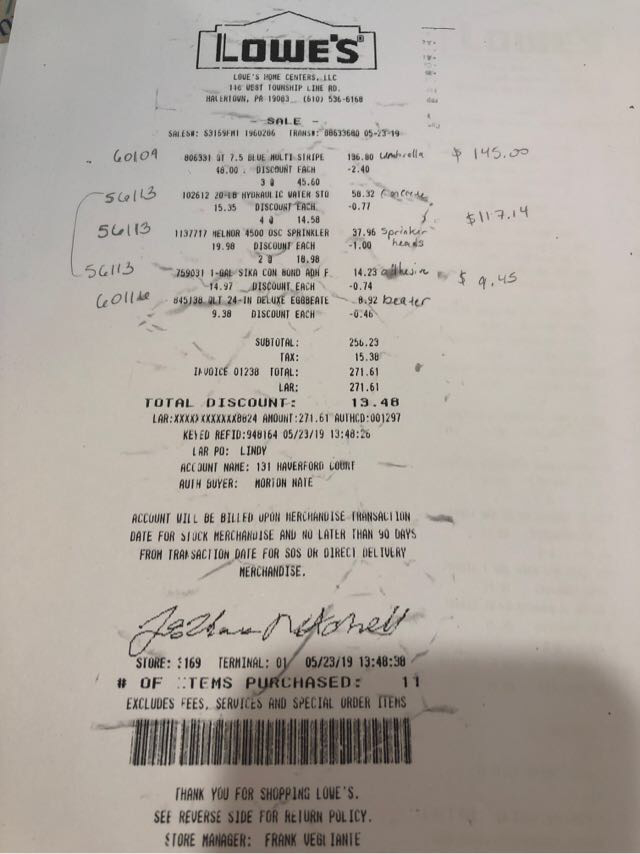 LOWE'S
LOWE'S HOME CENTERS, LLC
116 WEST TOWNSHIP LINE RD.
HAVERTOWN, PA 19083 (610) 536-6168
- SALE -
SALES#: S3169FM1 1960286 TRANS#: 88633680 05-23-19
60109 806331 QT 7.5 BLUE MULTI STRIPE 136.80 umbrella $ 145.00
48.00 DISCOUNT EACH -2.40
3 @ 45.60
56113 102612 20-LB HYDRAULIC WATER STO 58.32 Concrete
15.35 DISCOUNT EACH -0.77
4 @ 14.58 $117.14
56113 1137717 MELNOR 4500 OSC SPRINKLER 37.96 Sprinkler
19.98 DISCOUNT EACH -1.00 heads
2 @ 18.98
56113 759031 1-GAL SIKA CON BOND ADH F 14.23 adhesive
14.97 DISCOUNT EACH -0.74 $ 9.45
845138 QLT 24-IN DELUXE EGGBEATE 8.92 beater
9.38 DISCOUNT EACH -0.46
SUBTOTAL: 256.23
TAX: 15.38
INVOICE 01238 TOTAL: 271.61
LAR: 271.61
TOTAL DISCOUNT: 13.48
LAR:XXXXXXXXXXXX8824 AMOUNT:271.61 AUTHCD:001297
KEYED REFID:948164 05/23/19 13:48:26
LAR PO: LINDY
ACCOUNT NAME: 131 HAVERFORD COURT
AUTH BUYER: MORTON NATE
ACCOUNT WILL BE BILLED UPON MERCHANDISE TRANSACTION
DATE FOR STOCK MERCHANDISE AND NO LATER THAN 90 DAYS
FROM TRANSACTION DATE FOR SOS OR DIRECT DELIVERY
MERCHANDISE.
STORE: 3169 TERMINAL: 01 05/23/19 13:48:38
# OF ITEMS PURCHASED: 11
EXCLUDES FEES, SERVICES AND SPECIAL ORDER ITEMS
THANK YOU FOR SHOPPING LOWE'S.
SEE REVERSE SIDE FOR RETURN POLICY.
STORE MANAGER: FRANK VEGLIANTE